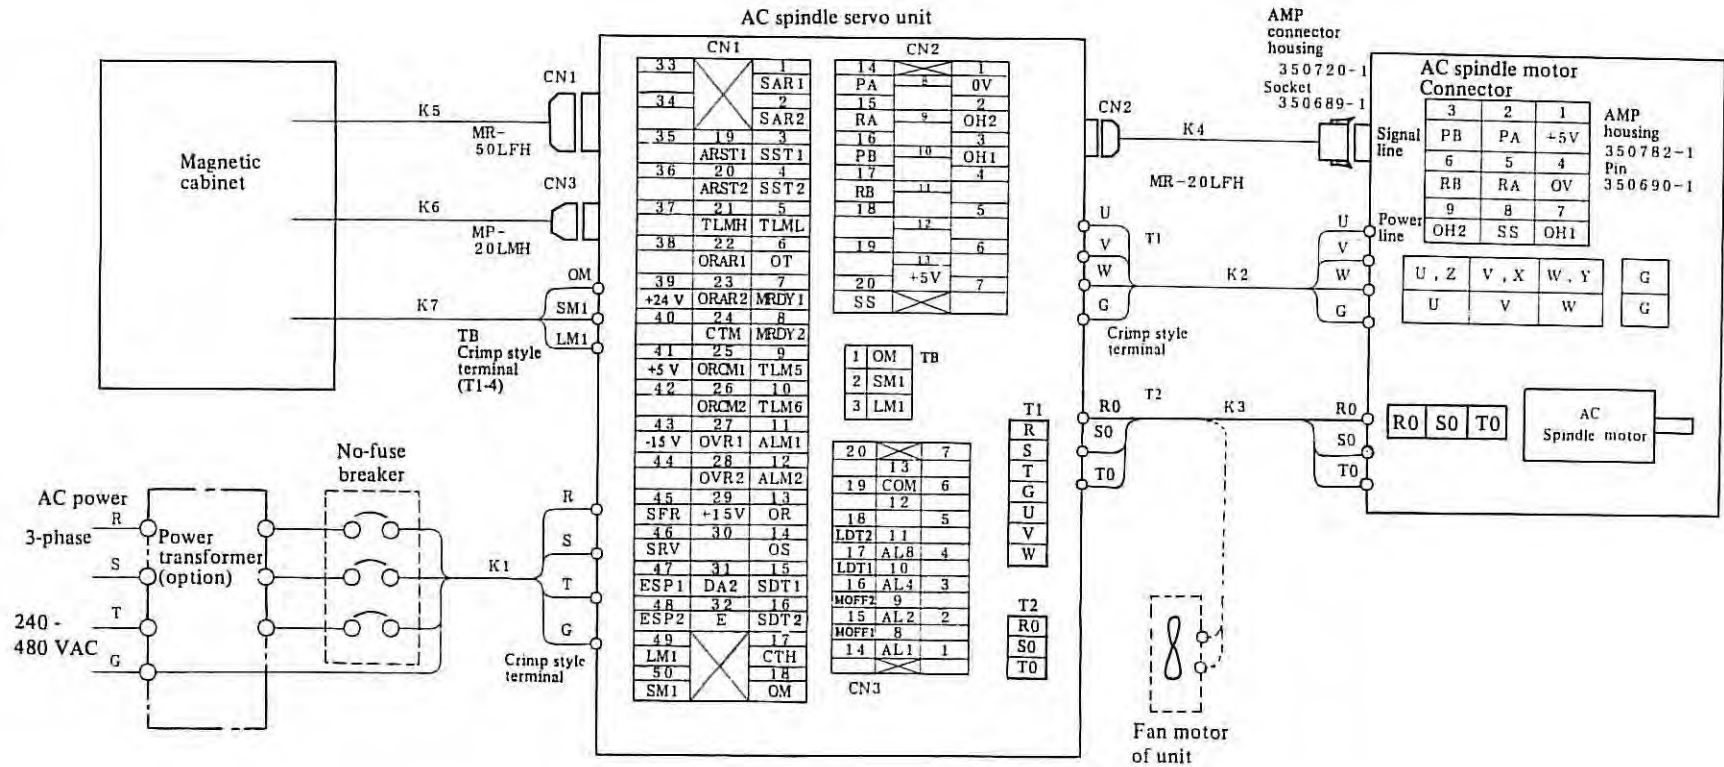 AC spindle servo unit
Magnetic
cabinet
K5
MR-
50LFH
CN1
K6
MP-
20LMH
CN3
K7
OM
SM1
LM1
TB
Crimp style
terminal
(T1-4)
AC power
3-phase
240 -
480 VAC
R
S
T
G
Power
transformer
(option)
No-fuse
breaker
K1
R
S
T
G
Crimp style
terminal
CN1
33 1
SAR1
34 2
SAR2
35 19 3
ARST1 SST1
36 20 4
ARST2 SST2
37 21 5
TLMH TLML
38 22 6
ORAR1 OT
39 23 7
+24 V ORAR2 MRDY1
40 24 8
CTM MRDY2
41 25 9
+5 V ORCM1 TLM5
42 26 10
ORCM2 TLM6
43 27 11
-15 V OVR1 ALM1
44 28 12
OVR2 ALM2
45 29 13
SFR +15V OR
46 30 14
SRV OS
47 31 15
ESP1 DA2 SDT1
48 32 16
ESP2 E SDT2
49 17
LM1 CTH
50 18
SM1 OM
CN2
14 1
PA 8 0V
15 2
RA 9 OH2
16 3
PB 10 OH1
17 4
RB 11
18 5
12
19 6
13
+5V
20 7
SS
1 OM TB
2 SM1
3 LM1
20 7
13
19 COM 6
12
18 5
LDT2 11
17 AL8 4
LDT1 10
16 AL4 3
MOFF2 9
15 AL2 2
MOFF1 8
14 AL1 1
CN3
T1
R
S
T
G
U
V
W
T2
R0
S0
T0
CN2
K4
MR-20LFH
AMP
connector
housing
350720-1
Socket
350689-1
U
V
W
G
T1
K2
U
V
W
G
Crimp style
terminal
R0
S0
T0
T2
K3
R0
S0
T0
Fan motor
of unit
AC spindle motor
Connector
Signal
line
3 2 1
PB PA +5V
6 5 4
RB RA OV
9 8 7
OH2 SS OH1
AMP
housing
350782-1
Pin
350690-1
Power
line
U , Z V , X W , Y G
U V W G
R0 S0 T0
AC
Spindle motor